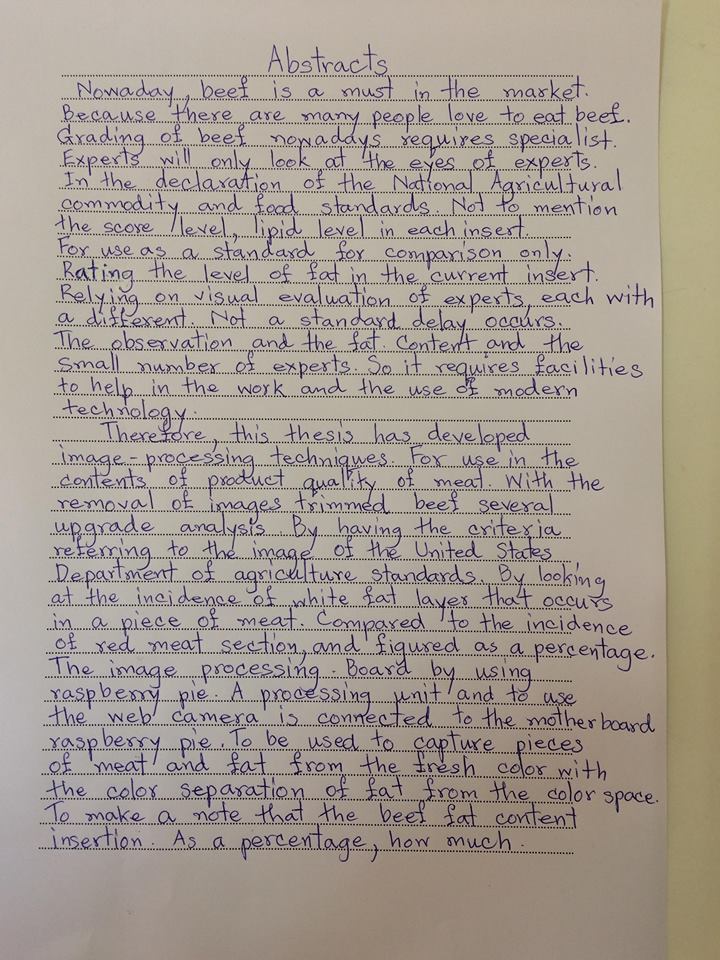 Abstracts
Nowaday, beef is a must in the market.
Because there are many people love to eat beef.
Grading of beef nowadays requires specialist.
Experts will only look at the eyes of experts.
In the declaration of the National Agricultural
commodity and food standards. Not to mention
the score /level, lipid level in each insert.
For use as a standard for comparison only.
Rating the level of fat in the current insert.
Relying on visual evaluation of experts, each with
a different. Not a standard delay occurs.
The observation and the fat. Content and the
small number of experts. So it requires facilities
to help in the work and the use of modern
technology.
Therefore, this thesis has developed
image-processing techniques. For use in the
contents of product quality of meat. With the
removal of images trimmed beef several
upgrade analysis. By having the criteria
referring to the image of the United States
Department of agriculture standards. By looking
at the incidence of white fat layer that occurs
in a piece of meat. Compared to the incidence
of red meat section, and figured as a percentage.
The image processing. Board by using
raspberry pie. A processing unit and to use
the web camera is connected to the motherboard
raspberry pie. To be used to capture pieces
of meat and fat from the fresh color with
the color separation of fat from the color space.
To make a note that the beef fat content
insertion. As a percentage, how much.